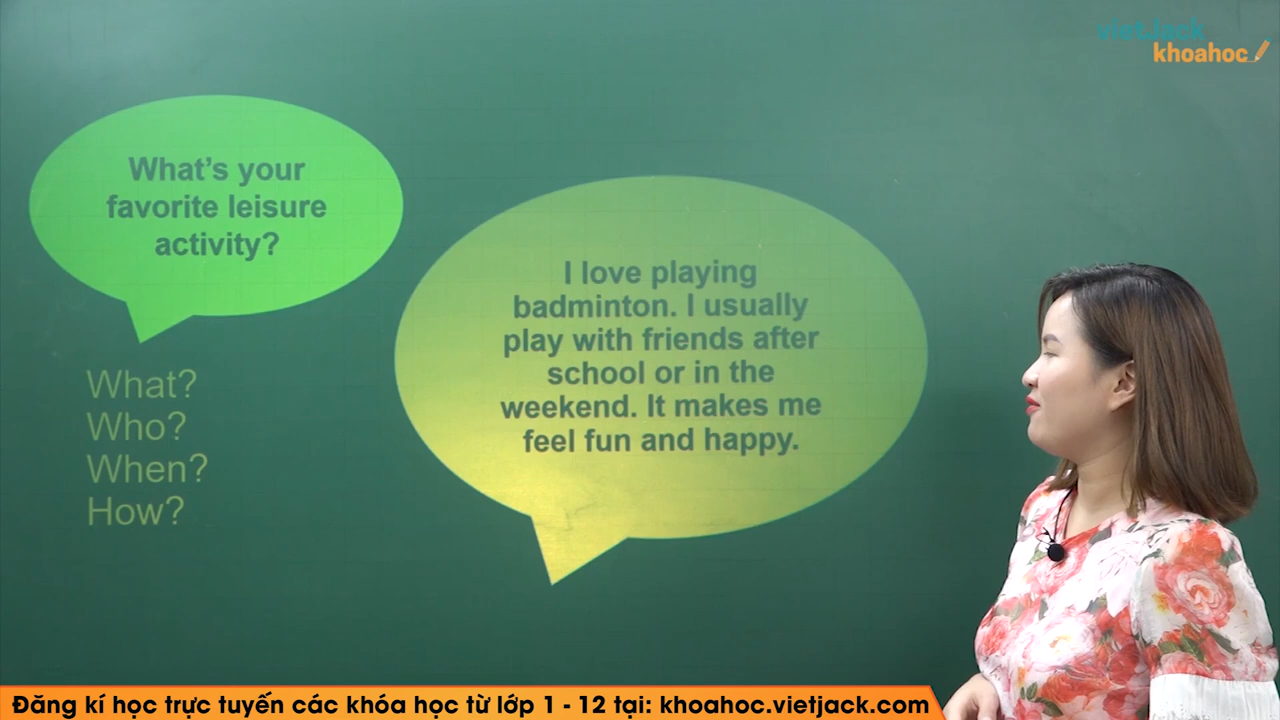 vietJack
khoahoc
What's your
favorite leisure
activity?
I love playing
badminton. I usually
play with friends after
school or in the
weekend. It makes me
feel fun and happy.
What?
Who?
When?
How?
Đăng kí học trực tuyến các khóa học từ lớp 1 - 12 tại: khoahoc.vietjack.com